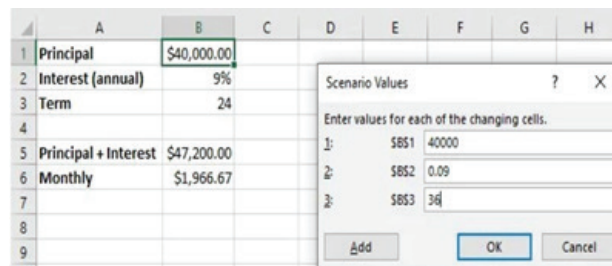 A B C D E F G H
1 Principal $40,000.00
2 Interest (annual) 9%
3 Term 24
4
5 Principal + Interest $47,200.00
6 Monthly $1,966.67
7
8
9
Scenario Values ? X
Enter values for each of the changing cells.
1: $B$1 40000
2: $B$2 0.09
3: $B$3 36
Add OK Cancel